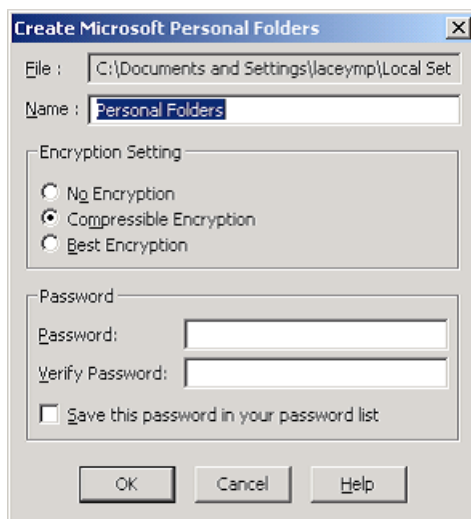 Create Microsoft Personal Folders
File : C:\Documents and Settings\laceymp\Local Set
Name : Personal Folders
Encryption Setting
No Encryption
Compressible Encryption
Best Encryption
Password
Password:
Verify Password:
Save this password in your password list
OK Cancel Help